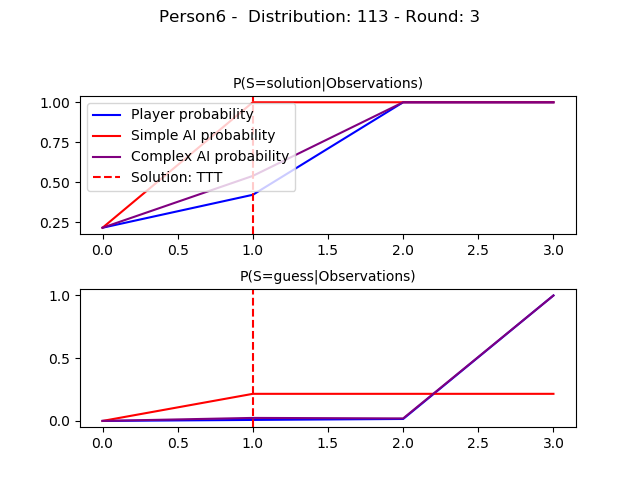 Person6 -  Distribution: 113 - Round: 3
P(S=solution|Observations)
1.00
0.75
0.50
0.25
Player probability
Simple AI probability
Complex AI probability
Solution: TTT
0.0 0.5 1.0 1.5 2.0 2.5 3.0
P(S=guess|Observations)
1.0
0.5
0.0
0.0 0.5 1.0 1.5 2.0 2.5 3.0